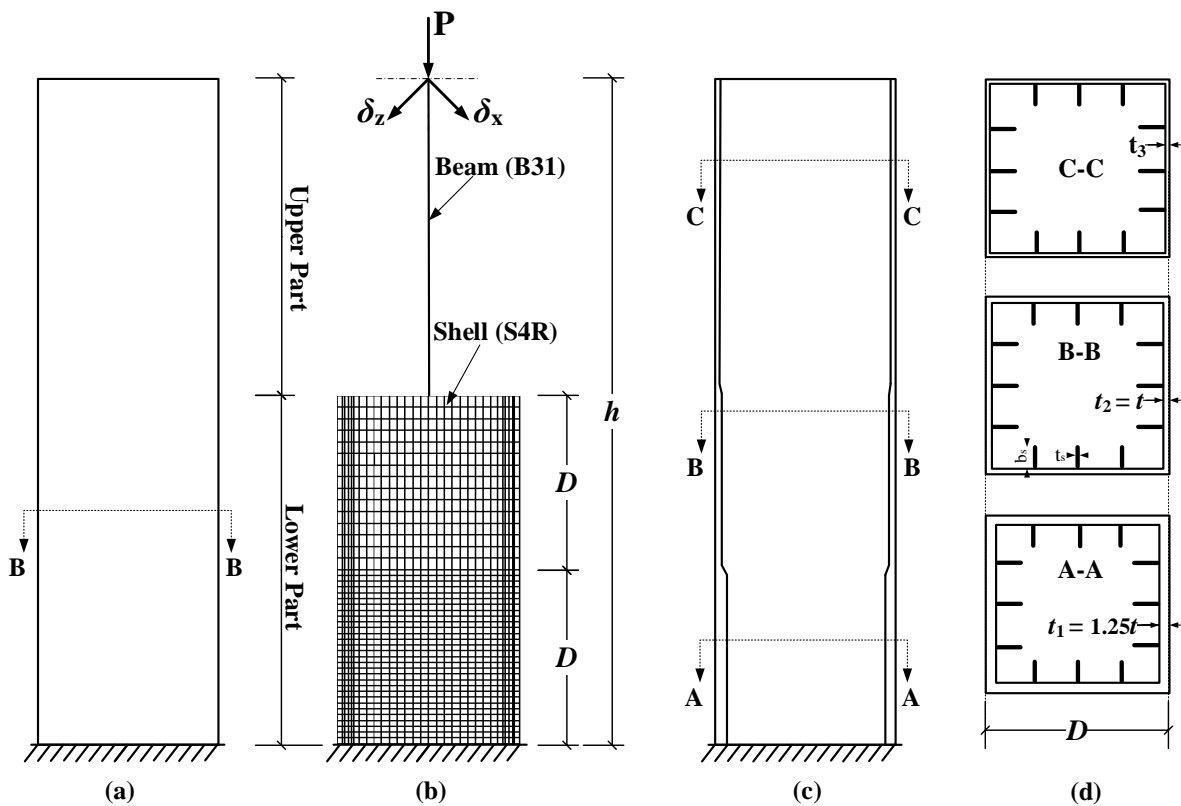 P
δz
δx
Beam (B31)
Upper Part
Shell (S4R)
h
D
Lower Part
D
B
B
C
C
B
B
A
A
C-C
t3
B-B
t2 = t
bs
ts
A-A
t1 = 1.25t
D
(a)
(b)
(c)
(d)